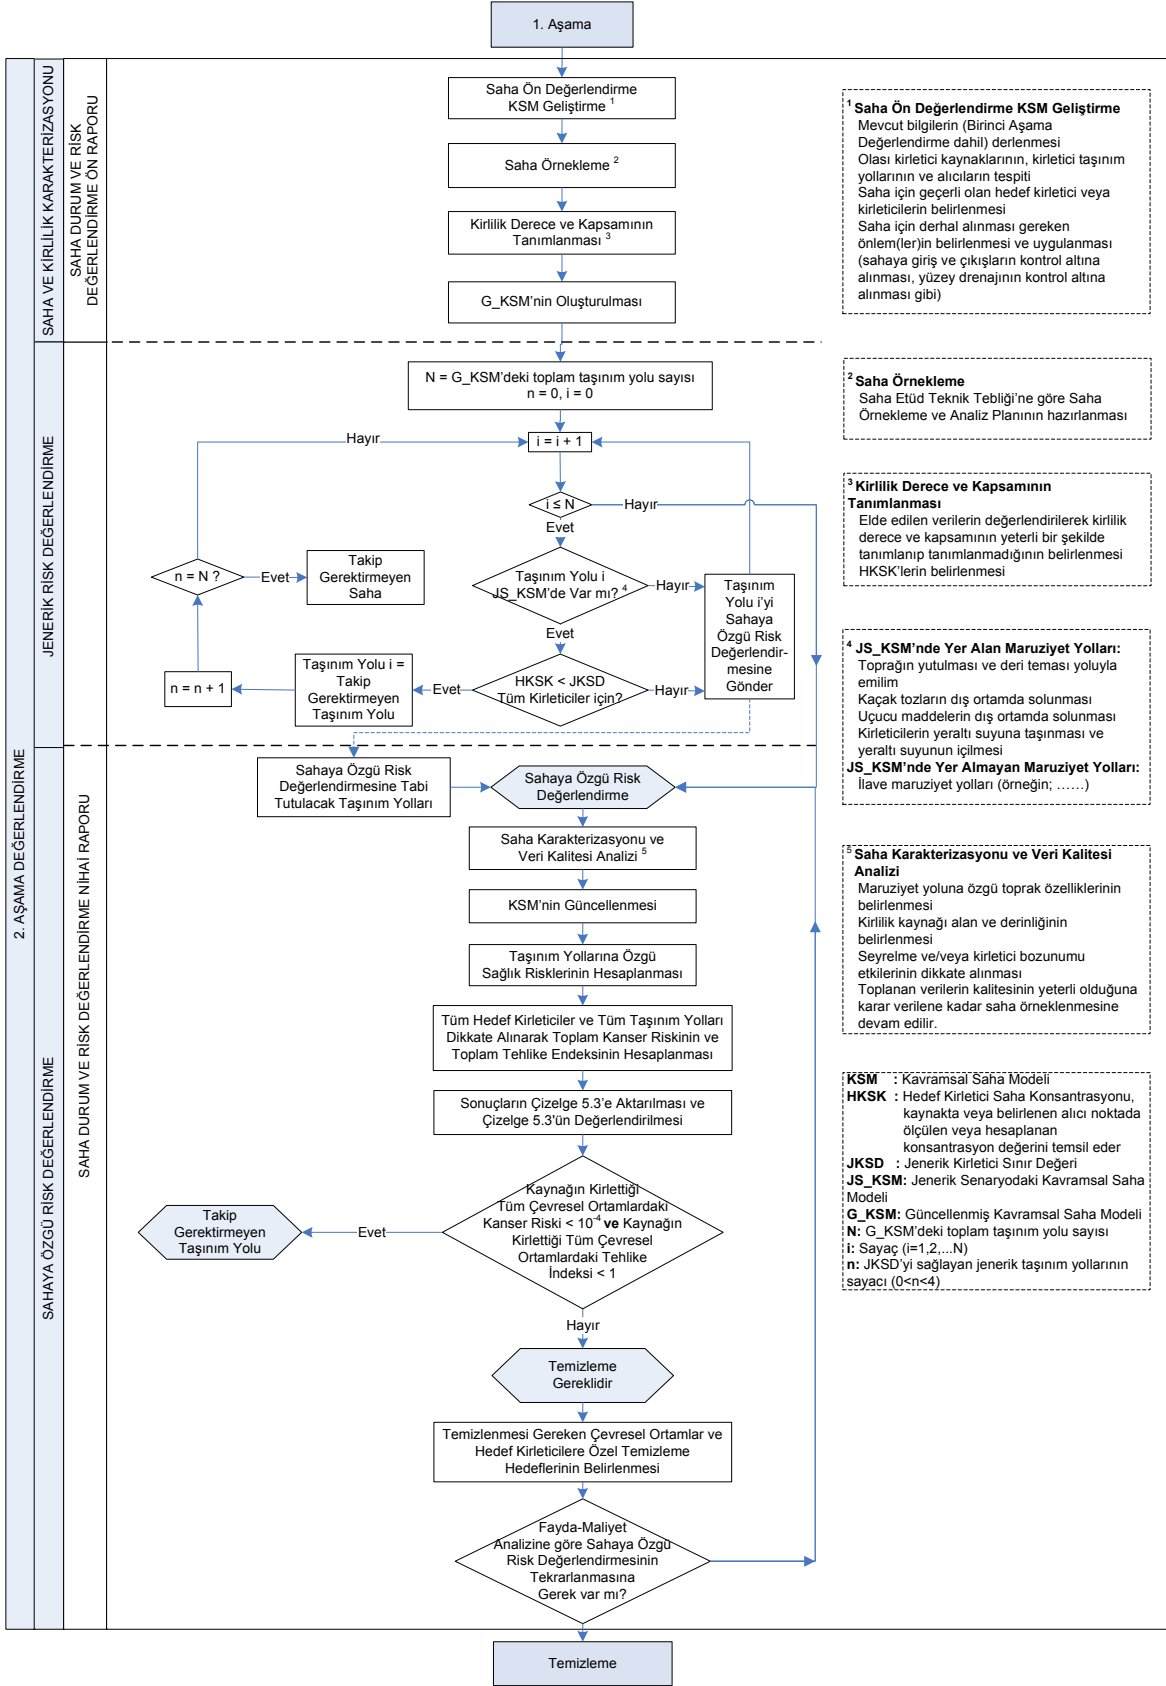 1. Aşama
2. AŞAMA DEĞERLENDİRME
SAHA VE KİRLİLİK KARAKTERİZASYONU
SAHA DURUM VE RİSK
DEĞERLENDİRME ÖN RAPORU
Saha Ön Değerlendirme
KSM Geliştirme 1
Saha Örnekleme 2
Kirlilik Derece ve Kapsamının
Tanımlanması 3
G_KSM'nin Oluşturulması
JENERİK RİSK DEĞERLENDİRME
N = G_KSM'deki toplam taşınım yolu sayısı
n = 0, i = 0
Hayır
i = i + 1
i ≤ N
Hayır
Evet
n = N ?
Evet
Takip
Gerektirmeyen
Saha
Taşınım Yolu i
JS_KSM'de Var mı? 4
Hayır
Taşınım
Yolu i'yi
Sahaya
Özgü Risk
Değerlendir-
mesine
Gönder
Evet
n = n + 1
Taşınım Yolu i =
Takip
Gerektirmeyen
Taşınım Yolu
Evet
HKSK < JKSD
Tüm Kirleticiler için?
Hayır
SAHAYA ÖZGÜ RİSK DEĞERLENDİRME
SAHA DURUM VE RİSK DEĞERLENDİRME NİHAİ RAPORU
Sahaya Özgü Risk
Değerlendirmesine Tabi
Tutulacak Taşınım Yolları
Sahaya Özgü Risk
Değerlendirme
Saha Karakterizasyonu ve
Veri Kalitesi Analizi 5
KSM'nin Güncellenmesi
Taşınım Yollarına Özgü
Sağlık Risklerinin Hesaplanması
Tüm Hedef Kirleticiler ve Tüm Taşınım Yolları
Dikkate Alınarak Toplam Kanser Riskinin ve
Toplam Tehlike Endeksinin Hesaplanması
Sonuçların Çizelge 5.3'e Aktarılması ve
Çizelge 5.3'ün Değerlendirilmesi
Kaynağın Kirlettiği
Tüm Çevresel Ortamlardaki
Kanser Riski < 10-4 ve Kaynağın
Kirlettiği Tüm Çevresel
Ortamlardaki Tehlike
İndeksi < 1
Evet
Takip
Gerektirmeyen
Taşınım Yolu
Hayır
Temizleme
Gereklidir
Temizlenmesi Gereken Çevresel Ortamlar ve
Hedef Kirleticilere Özel Temizleme
Hedeflerinin Belirlenmesi
Fayda-Maliyet
Analizine göre Sahaya Özgü
Risk Değerlendirmesinin
Tekrarlanmasına
Gerek var mı?
Temizleme
1 Saha Ön Değerlendirme KSM Geliştirme
Mevcut bilgilerin (Birinci Aşama
Değerlendirme dahil) derlenmesi
Olası kirletici kaynaklarının, kirletici taşınım
yollarının ve alıcıların tespiti
Saha için geçerli olan hedef kirletici veya
kirleticilerin belirlenmesi
Saha için derhal alınması gereken
önlem(ler)in belirlenmesi ve uygulanması
(sahaya giriş ve çıkışların kontrol altına
alınması, yüzey drenajının kontrol altına
alınması gibi)
2 Saha Örnekleme
Saha Etüd Teknik Tebliği'ne göre Saha
Örnekleme ve Analiz Planının hazırlanması
3 Kirlilik Derece ve Kapsamının
Tanımlanması
Elde edilen verilerin değerlendirilerek kirlilik
derece ve kapsamının yeterli bir şekilde
tanımlanıp tanımlanmadığının belirlenmesi
HKSK'lerin belirlenmesi
4 JS_KSM'nde Yer Alan Maruziyet Yolları:
Toprağın yutulması ve deri teması yoluyla
emilim
Kaçak tozların dış ortamda solunması
Uçucu maddelerin dış ortamda solunması
Kirleticilerin yeraltı suyuna taşınması ve
yeraltı suyunun içilmesi
JS_KSM'nde Yer Almayan Maruziyet Yolları:
İlave maruziyet yolları (örneğin; ……)
5 Saha Karakterizasyonu ve Veri Kalitesi
Analizi
Maruziyet yoluna özgü toprak özelliklerinin
belirlenmesi
Kirlilik kaynağı alan ve derinliğinin
belirlenmesi
Seyrelme ve/veya kirletici bozunumu
etkilerinin dikkate alınması
Toplanan verilerin kalitesinin yeterli olduğuna
karar verilene kadar saha örneklenmesine
devam edilir.
KSM : Kavramsal Saha Modeli
HKSK : Hedef Kirletici Saha Konsantrasyonu,
kaynakta veya belirlenen alıcı noktada
ölçülen veya hesaplanan
konsantrasyon değerini temsil eder
JKSD : Jenerik Kirletici Sınır Değeri
JS_KSM: Jenerik Senaryodaki Kavramsal Saha
Modeli
G_KSM: Güncellenmiş Kavramsal Saha Modeli
N: G_KSM'deki toplam taşınım yolu sayısı
i: Sayaç (i=1,2,...N)
n: JKSD'yi sağlayan jenerik taşınım yollarının
sayacı (0<n<4)